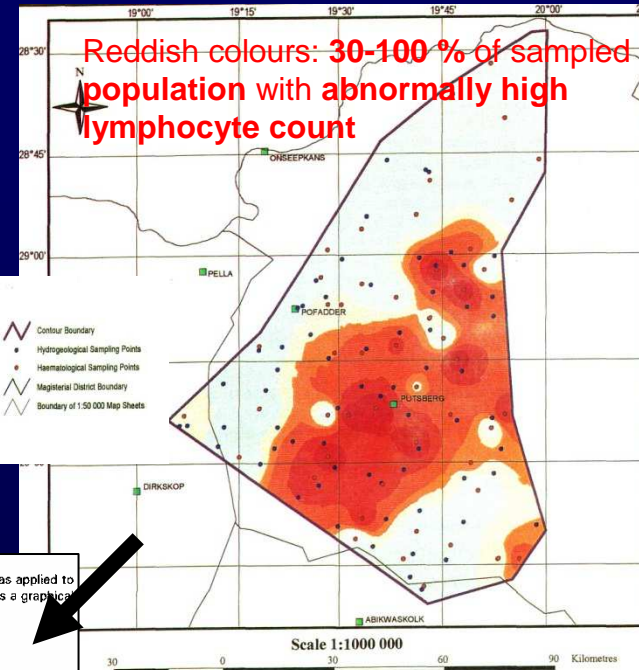 19°00' 19°15' 19°30' 19°45' 20°00'
Reddish colours: 30-100 % of sampled
population with abnormally high
lymphocyte count
N
28°30'
28°45'
ONSEEPKANS
29°00'
PELLA
POFADDER
Contour Boundary
Hydrogeological Sampling Points
Haematological Sampling Points
Magisterial District Boundary
Boundary of 1:50 000 Map Sheets
PUTSBERG
DIRKSKOP
as applied to
s a graphical
ABIKWASKOLK
Scale 1:1000 000
30 0 30 60 90 Kilometres